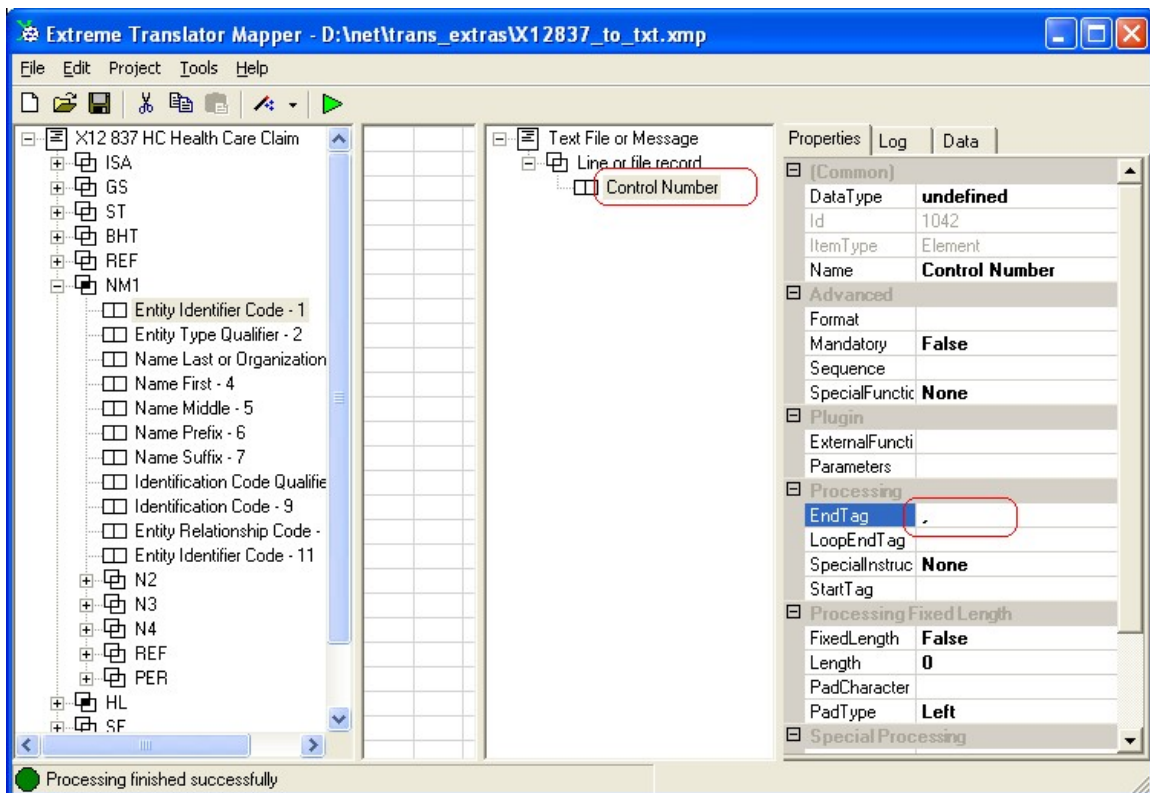 Extreme Translator Mapper - D:\net\trans_extras\X12837_to_txt.xmp
File Edit Project Tools Help
X12 837 HC Health Care Claim
ISA
GS
ST
BHT
REF
NM1
Entity Identifier Code - 1
Entity Type Qualifier - 2
Name Last or Organization
Name First - 4
Name Middle - 5
Name Prefix - 6
Name Suffix - 7
Identification Code Qualifie
Identification Code - 9
Entity Relationship Code -
Entity Identifier Code - 11
N2
N3
N4
REF
PER
HL
Text File or Message
Line or file record
Control Number
Properties Log Data
(Common)
DataType undefined
Id 1042
ItemType Element
Name Control Number
Advanced
Format
Mandatory False
Sequence
SpecialFunctic None
Plugin
ExternalFuncti
Parameters
Processing
EndTag ,
LoopEndTag
SpecialInstruc None
StartTag
Processing Fixed Length
FixedLength False
Length 0
PadCharacter
PadType Left
Special Processing
Processing finished successfully